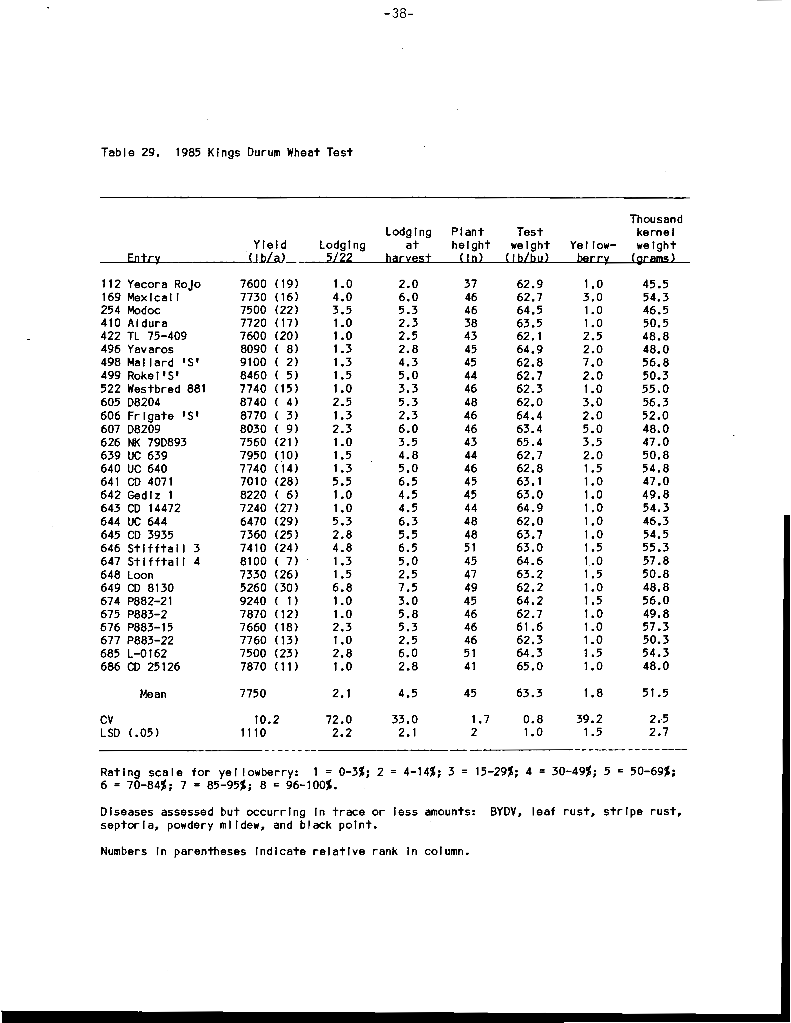 -38-
Table 29. 1985 Kings Durum Wheat Test
Thousand
Lodging Plant Test kernel
Yield Lodging at height weight Yellow- weight
Entry (lb/a) 5/22 harvest (in) (lb/bu) berry (grams)
112 Yecora Rojo 7600 (19) 1.0 2.0 37 62.9 1.0 45.5
169 Mexicali 7730 (16) 4.0 6.0 46 62.7 3.0 54.3
254 Modoc 7500 (22) 3.5 5.3 46 64.5 1.0 46.5
410 Aldura 7720 (17) 1.0 2.3 38 63.5 1.0 50.5
422 TL 75-409 7600 (20) 1.0 2.5 43 62.1 2.5 48.8
496 Yavaros 8090 ( 8) 1.3 2.8 45 64.9 2.0 48.0
498 Mallard 'S' 9100 ( 2) 1.3 4.3 45 62.8 7.0 56.8
499 Rokel'S' 8460 ( 5) 1.5 5.0 44 62.7 2.0 50.3
522 Westbred 881 7740 (15) 1.0 3.3 46 62.3 1.0 55.0
605 D8204 8740 ( 4) 2.5 5.3 48 62.0 3.0 56.3
606 Frigate 'S' 8770 ( 3) 1.3 2.3 46 64.4 2.0 52.0
607 D8209 8030 ( 9) 2.3 6.0 46 63.4 5.0 48.0
626 NK 79D893 7560 (21) 1.0 3.5 43 65.4 3.5 47.0
639 UC 639 7950 (10) 1.5 4.8 44 62.7 2.0 50.8
640 UC 640 7740 (14) 1.3 5.0 46 62.8 1.5 54.8
641 CD 4071 7010 (28) 5.5 6.5 45 63.1 1.0 47.0
642 Gediz 1 8220 ( 6) 1.0 4.5 45 63.0 1.0 49.8
643 CD 14472 7240 (27) 1.0 4.5 44 64.9 1.0 54.3
644 UC 644 6470 (29) 5.3 6.3 48 62.0 1.0 46.3
645 CD 3935 7360 (25) 2.8 5.5 48 63.7 1.0 54.5
646 Stifftail 3 7410 (24) 4.8 6.5 51 63.0 1.5 55.3
647 Stifftail 4 8100 ( 7) 1.3 5.0 45 64.6 1.0 57.8
648 Loon 7330 (26) 1.5 2.5 47 63.2 1.5 50.8
649 CD 8130 5260 (30) 6.8 7.5 49 62.2 1.0 48.8
674 P882-21 9240 ( 1) 1.0 3.0 45 64.2 1.5 56.0
675 P883-2 7870 (12) 1.0 5.8 46 62.7 1.0 49.8
676 P883-15 7660 (18) 2.3 5.3 46 61.6 1.0 57.3
677 P883-22 7760 (13) 1.0 2.5 46 62.3 1.0 50.3
685 L-0162 7500 (23) 2.8 6.0 51 64.3 1.5 54.3
686 CD 25126 7870 (11) 1.0 2.8 41 65.0 1.0 48.0
Mean 7750 2.1 4.5 45 63.3 1.8 51.5
CV 10.2 72.0 33.0 1.7 0.8 39.2 2.5
LSD (.05) 1110 2.2 2.1 2 1.0 1.5 2.7
Rating scale for yellowberry: 1 = 0-3%; 2 = 4-14%; 3 = 15-29%; 4 = 30-49%; 5 = 50-69%;
6 = 70-84%; 7 = 85-95%; 8 = 96-100%.
Diseases assessed but occurring in trace or less amounts: BYDV, leaf rust, stripe rust,
septoria, powdery mildew, and black point.
Numbers in parentheses indicate relative rank in column.